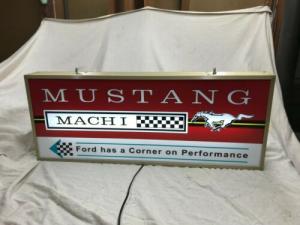 MUSTANG
MACH I
Ford has a Corner on Performance